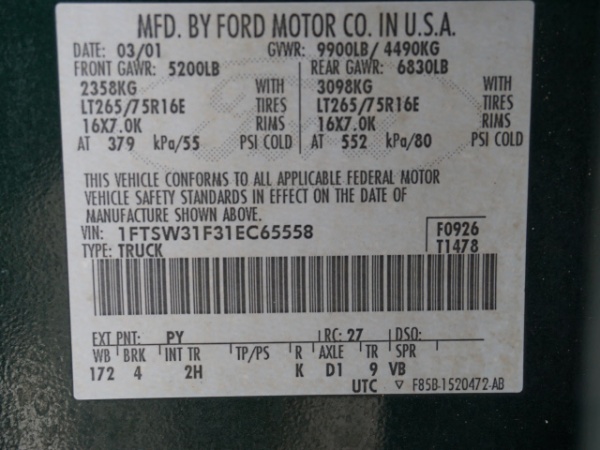 MFD. BY FORD MOTOR CO. IN U.S.A.
DATE: 03/01 GVWR: 9900LB/ 4490KG
FRONT GAWR: 5200LB REAR GAWR: 6830LB
2358KG WITH 3098KG WITH
LT265/75R16E TIRES LT265/75R16E TIRES
16X7.0K RIMS 16X7.0K RIMS
AT 379 kPa/55 PSI COLD AT 552 kPa/80 PSI COLD
THIS VEHICLE CONFORMS TO ALL APPLICABLE FEDERAL MOTOR
VEHICLE SAFETY STANDARDS IN EFFECT ON THE DATE OF
MANUFACTURE SHOWN ABOVE.
VIN: 1FTSW31F31EC65558 F0926
TYPE: TRUCK T1478
EXT PNT: PY RC: 27 DSO:
WB BRK INT TR TP/PS R AXLE TR SPR
172 4 2H K D1 9 VB
UTC ▽ F85B-1520472-AB